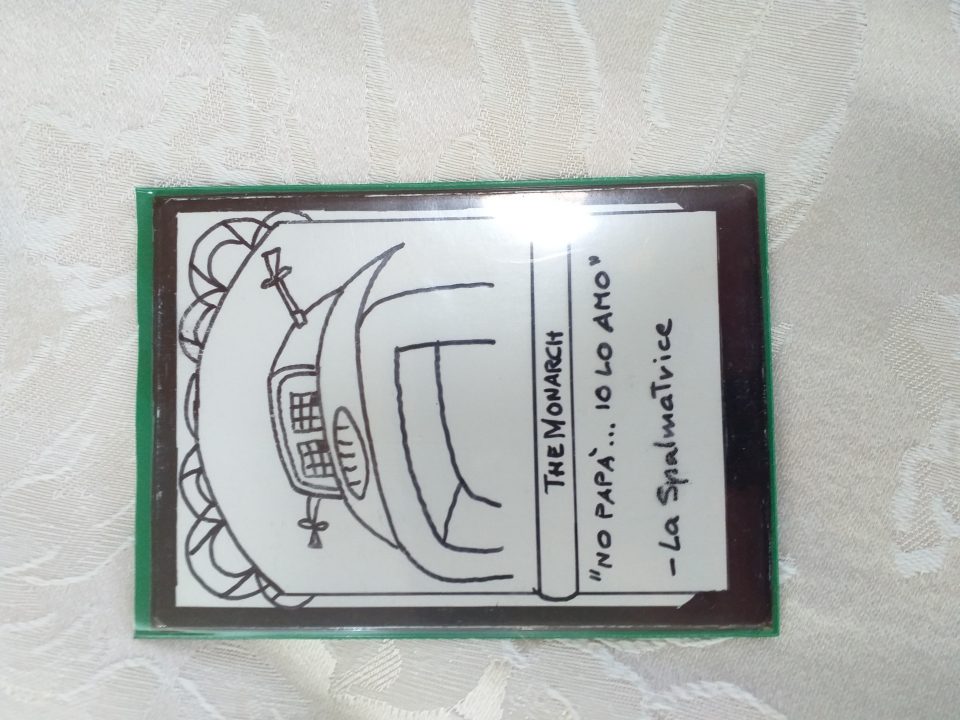 THE MONARCH
"NO PAPÀ... IO LO AMO"
- La Spalmatrice